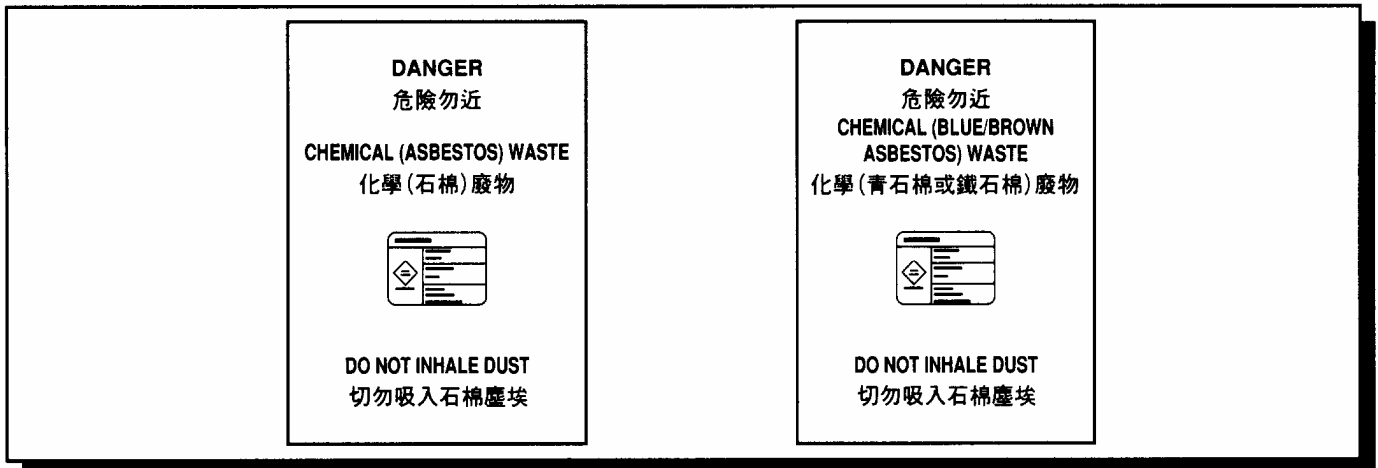 DANGER
危險勿近
CHEMICAL (ASBESTOS) WASTE
化學(石棉)廢物
DO NOT INHALE DUST
切勿吸入石棉塵埃
DANGER
危險勿近
CHEMICAL (BLUE/BROWN
ASBESTOS) WASTE
化學(青石棉或鐵石棉)廢物
DO NOT INHALE DUST
切勿吸入石棉塵埃